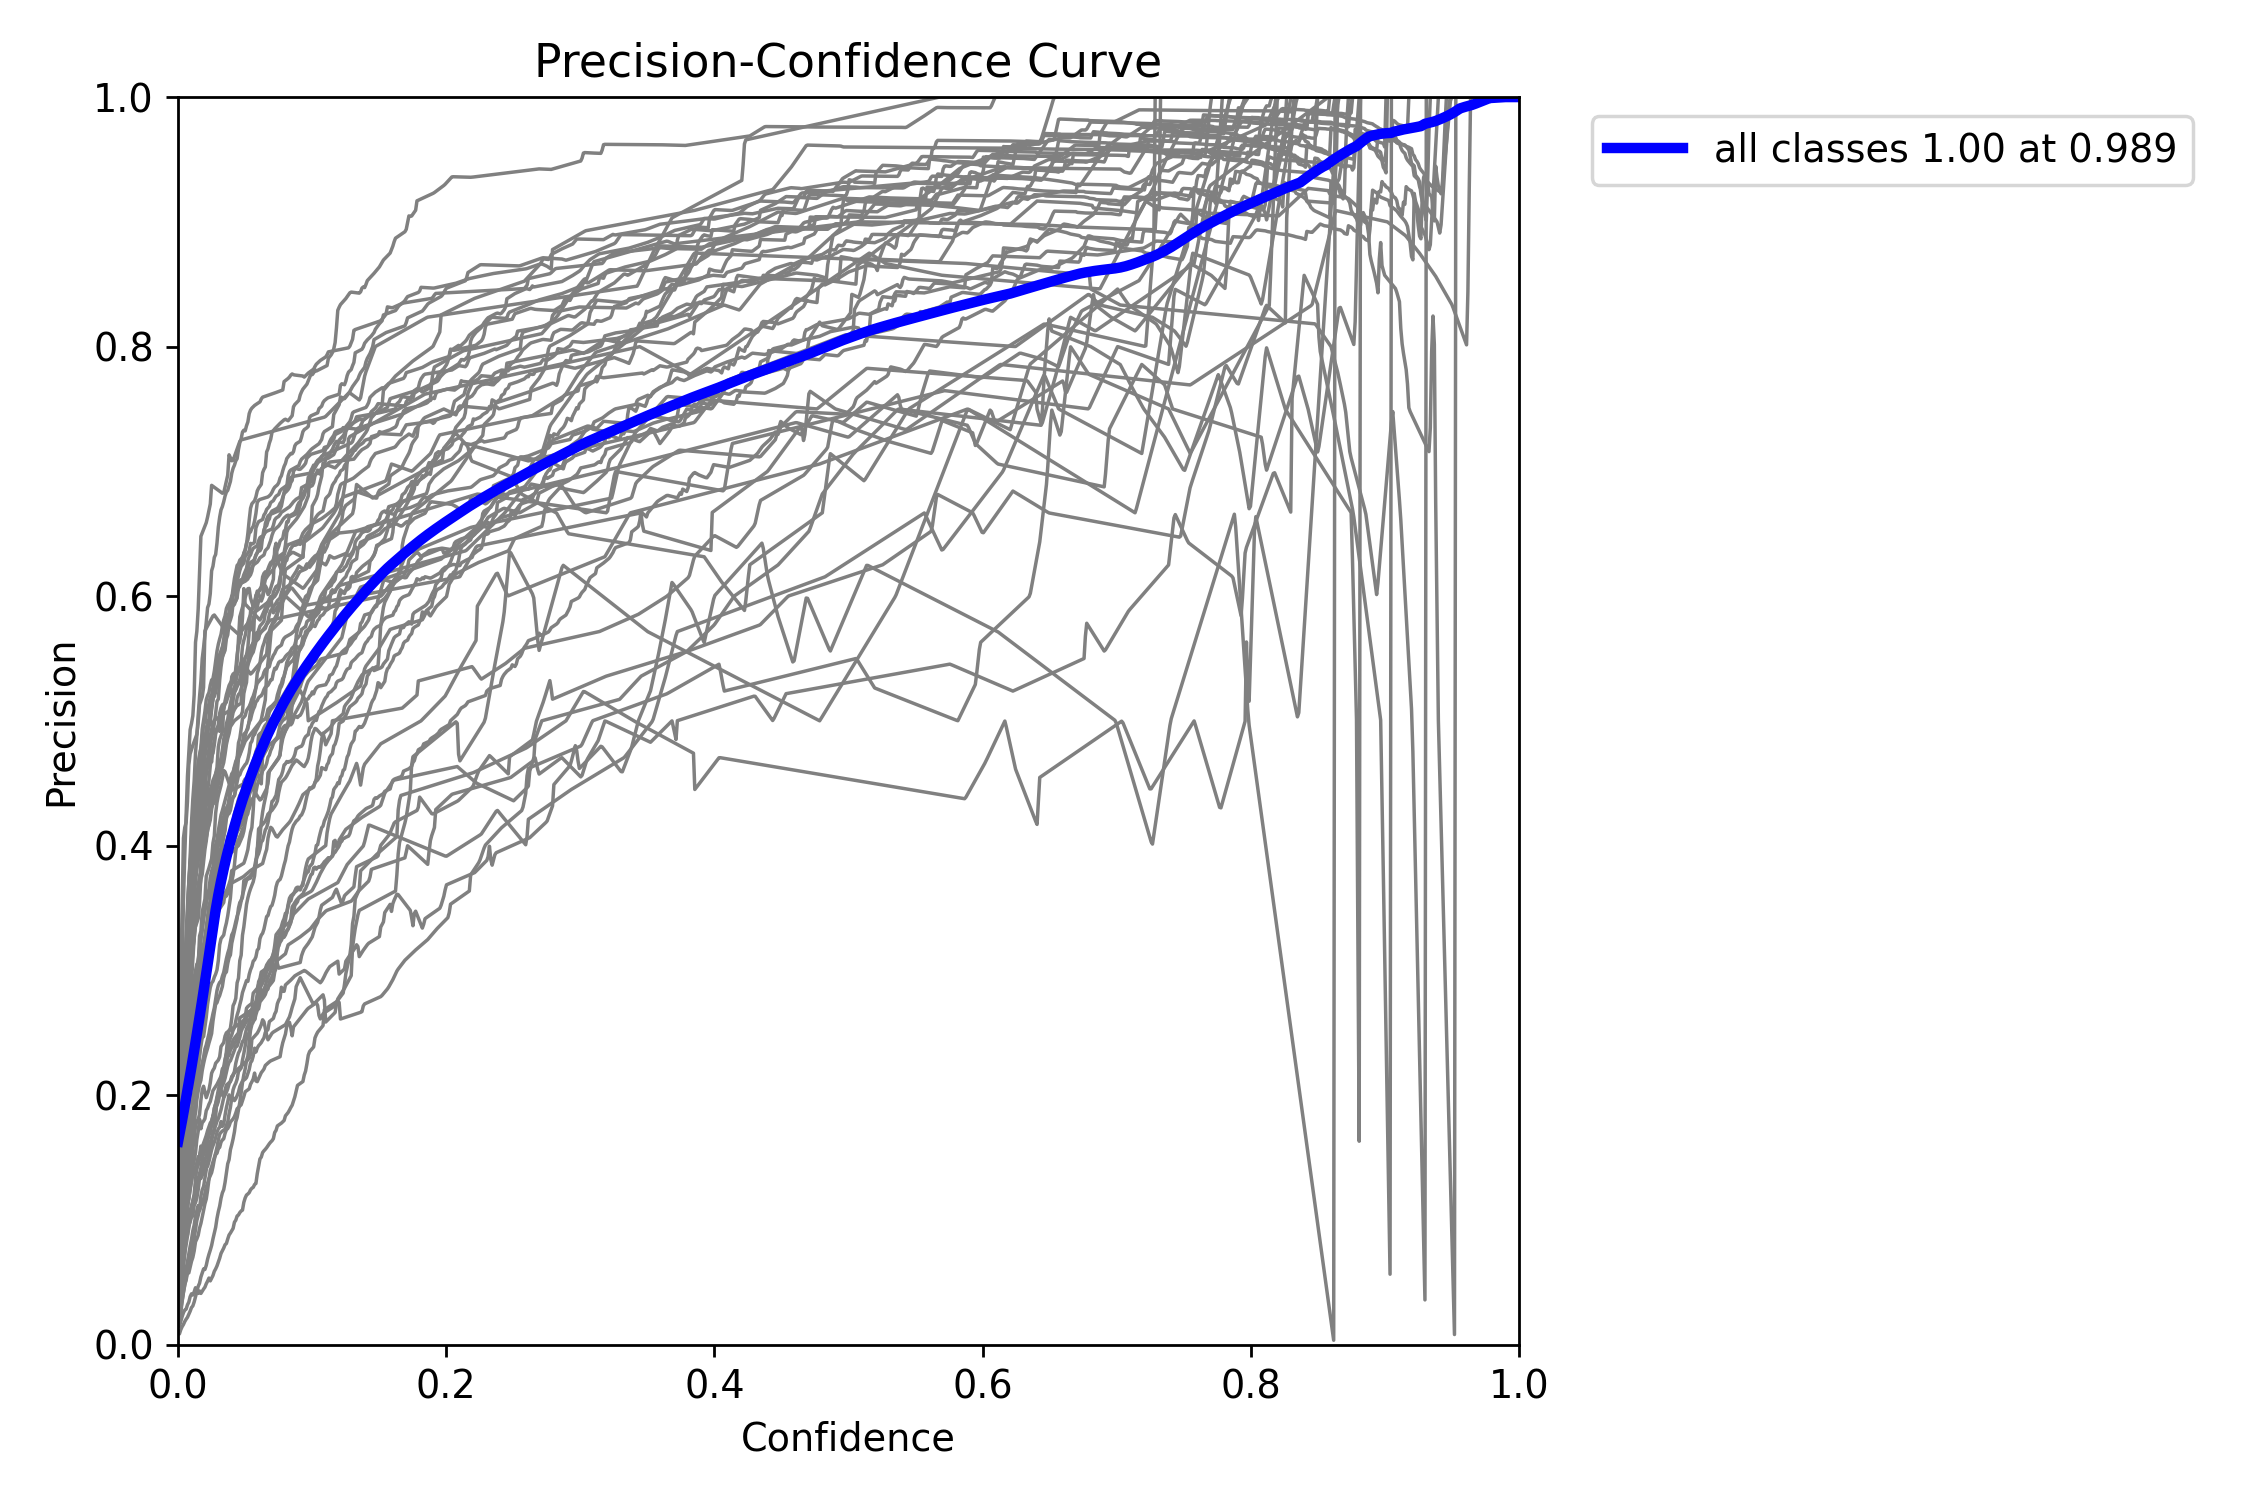 Precision-Confidence Curve
1.0
0.8
0.6
0.4
0.2
0.0
Precision
0.0 0.2 0.4 0.6 0.8 1.0
Confidence
all classes 1.00 at 0.989